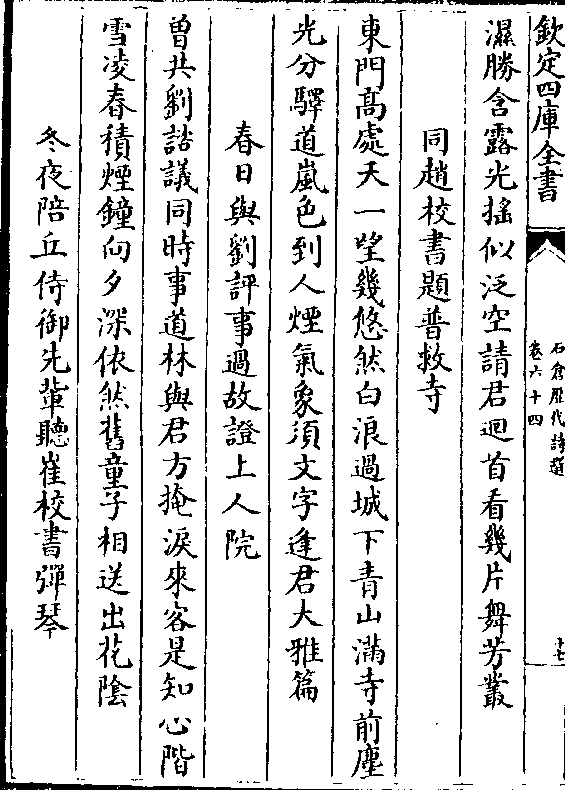 欽定四庫全書
石倉歷代詩選
卷六十四
十七
濕勝含露光搖似泛空請君迴首看幾片舞芳叢
同趙校書題普救寺
東門髙處天一望幾悠然白浪過城下青山滿寺前塵
光分驛道嵐色到人煙氣象須文字逢君大雅篇
春日與劉評事過故證上人院
曽共劉諮議同時事道林與君方掩淚來客是知心階
雪凌春積煙鐘向夕深依然舊童子相送出花陰
冬夜陪丘侍御先軰聽崔校書彈琴